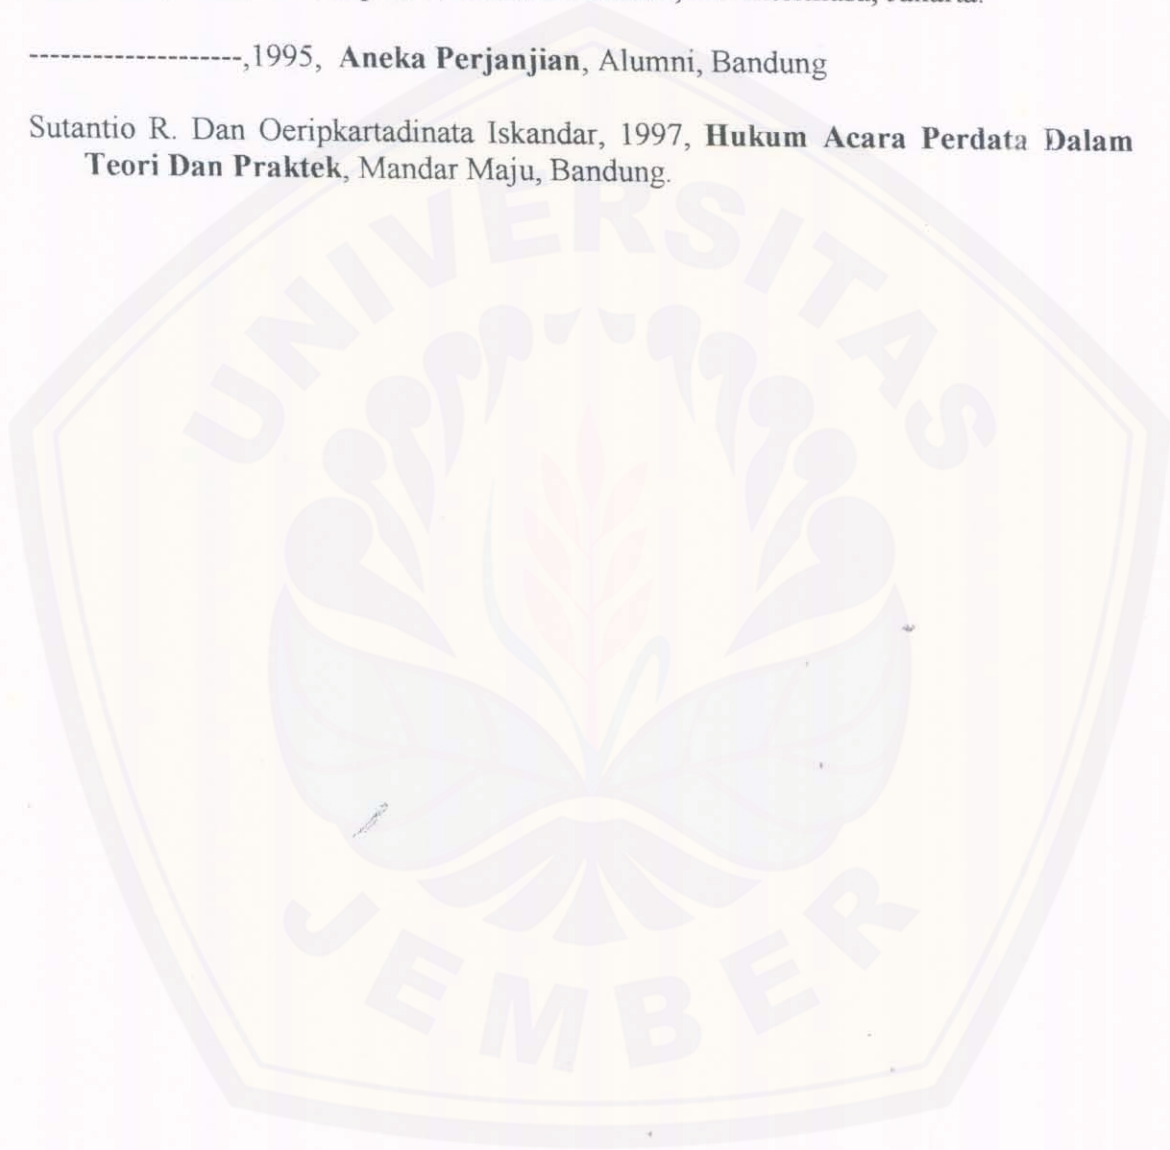 Jakarta.
--------------------,1995, Aneka Perjanjian, Alumni, Bandung
Sutantio R. Dan Oeripkartadinata Iskandar, 1997, Hukum Acara Perdata Dalam
Teori Dan Praktek, Mandar Maju, Bandung.
UNIVERSITAS
JEMBER